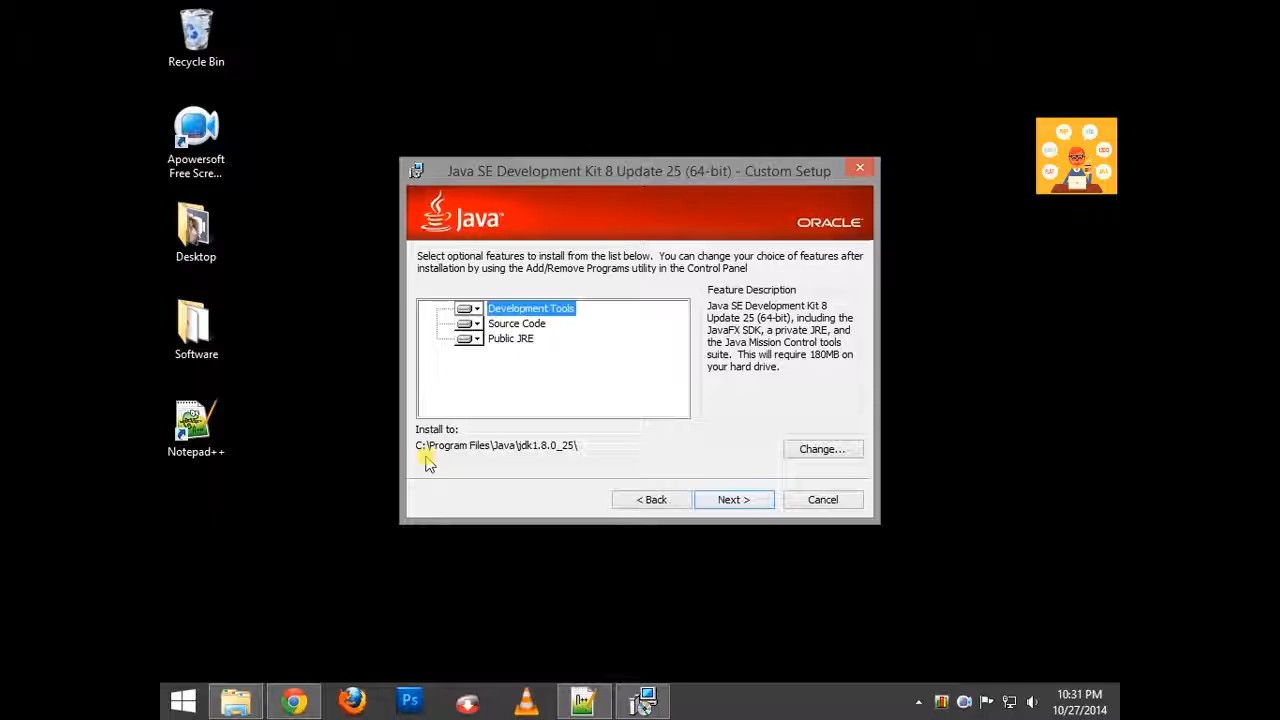 Recycle Bin
Apowersoft
Free Scre...
Desktop
Software
Notepad++
Java SE Development Kit 8 Update 25 (64-bit) - Custom Setup
Java™
ORACLE
Select optional features to install from the list below. You can change your choice of features after
installation by using the Add/Remove Programs utility in the Control Panel
Development Tools
Source Code
Public JRE
Feature Description
Java SE Development Kit 8
Update 25 (64-bit), including the
JavaFX SDK, a private JRE, and
the Java Mission Control tools
suite. This will require 180MB on
your hard drive.
Install to:
C:\Program Files\Java\jdk1.8.0_25\
Change...
< Back
Next >
Cancel
Ps
10:31 PM
10/27/2014